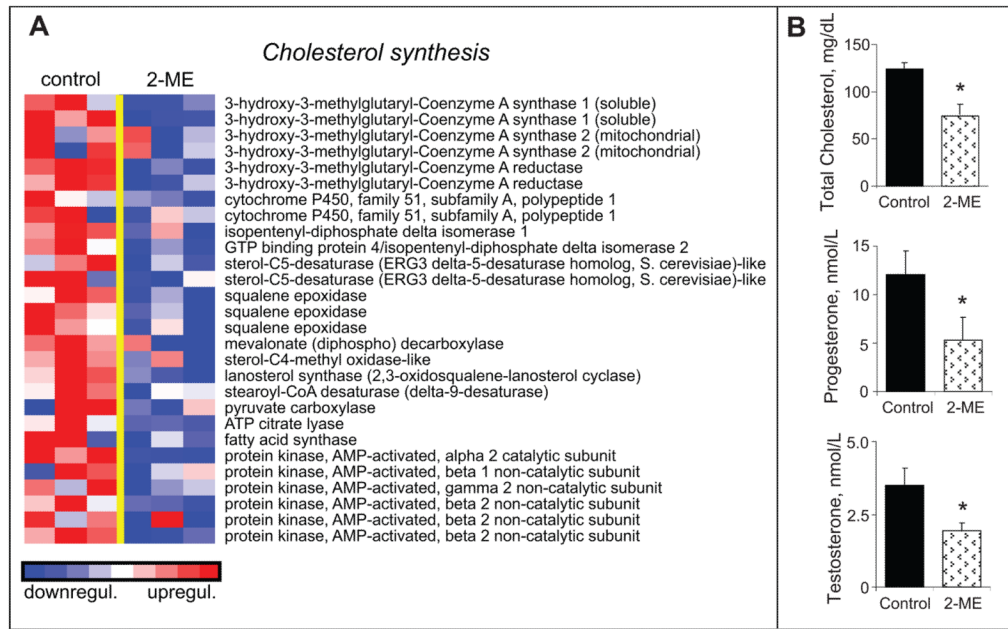 A
Cholesterol synthesis
control 2-ME
3-hydroxy-3-methylglutaryl-Coenzyme A synthase 1 (soluble)
3-hydroxy-3-methylglutaryl-Coenzyme A synthase 1 (soluble)
3-hydroxy-3-methylglutaryl-Coenzyme A synthase 2 (mitochondrial)
3-hydroxy-3-methylglutaryl-Coenzyme A synthase 2 (mitochondrial)
3-hydroxy-3-methylglutaryl-Coenzyme A reductase
3-hydroxy-3-methylglutaryl-Coenzyme A reductase
cytochrome P450, family 51, subfamily A, polypeptide 1
cytochrome P450, family 51, subfamily A, polypeptide 1
isopentenyl-diphosphate delta isomerase 1
GTP binding protein 4/isopentenyl-diphosphate delta isomerase 2
sterol-C5-desaturase (ERG3 delta-5-desaturase homolog, S. cerevisiae)-like
sterol-C5-desaturase (ERG3 delta-5-desaturase homolog, S. cerevisiae)-like
squalene epoxidase
squalene epoxidase
squalene epoxidase
mevalonate (diphospho) decarboxylase
sterol-C4-methyl oxidase-like
lanosterol synthase (2,3-oxidosqualene-lanosterol cyclase)
stearoyl-CoA desaturase (delta-9-desaturase)
pyruvate carboxylase
ATP citrate lyase
fatty acid synthase
protein kinase, AMP-activated, alpha 2 catalytic subunit
protein kinase, AMP-activated, beta 1 non-catalytic subunit
protein kinase, AMP-activated, gamma 2 non-catalytic subunit
protein kinase, AMP-activated, beta 2 non-catalytic subunit
protein kinase, AMP-activated, beta 2 non-catalytic subunit
protein kinase, AMP-activated, beta 2 non-catalytic subunit
downregul. upregul.
B
Total Cholesterol, mg/dL
150
100
50
0
*
Control 2-ME
Progesterone, nmol/L
15
10
5
0
*
Control 2-ME
Testosterone, nmol/L
5.0
2.5
0
*
Control 2-ME